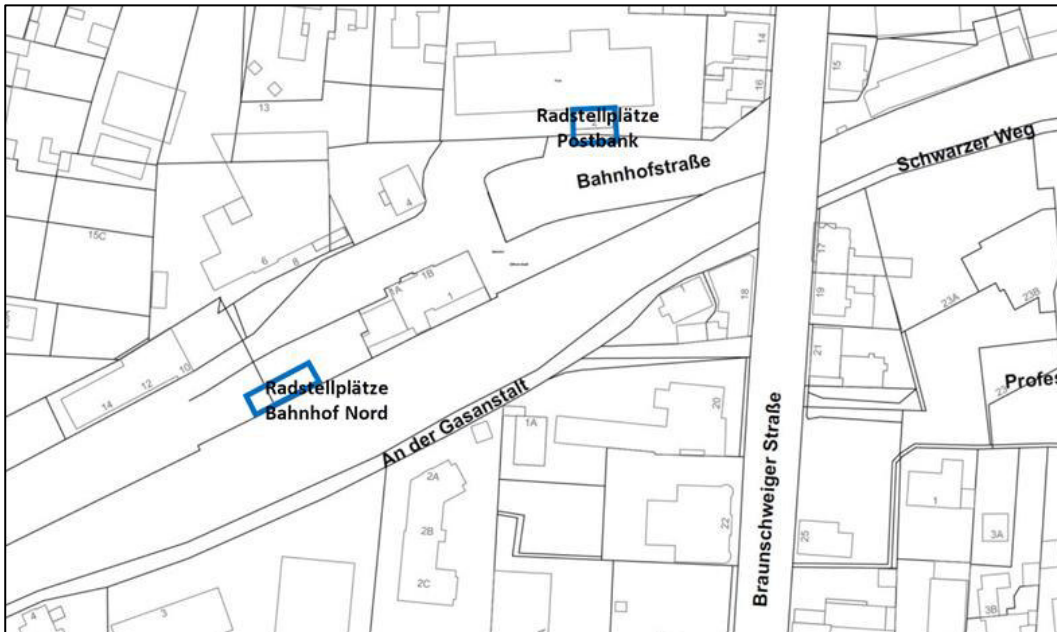 14
15
16
13
Radstellplätze
Postbank
Bahnhofstraße
Schwarzer Weg
4
15C
6
8
1B
1A
1
17
18
1
19
23A
23B
21
10
12
14
Radstellplätze
Bahnhof Nord
An der Gasanstalt
Braunschweiger Straße
Profes
23
20
1A
2A
2B
2C
22
25
1
3A
3B
3
4